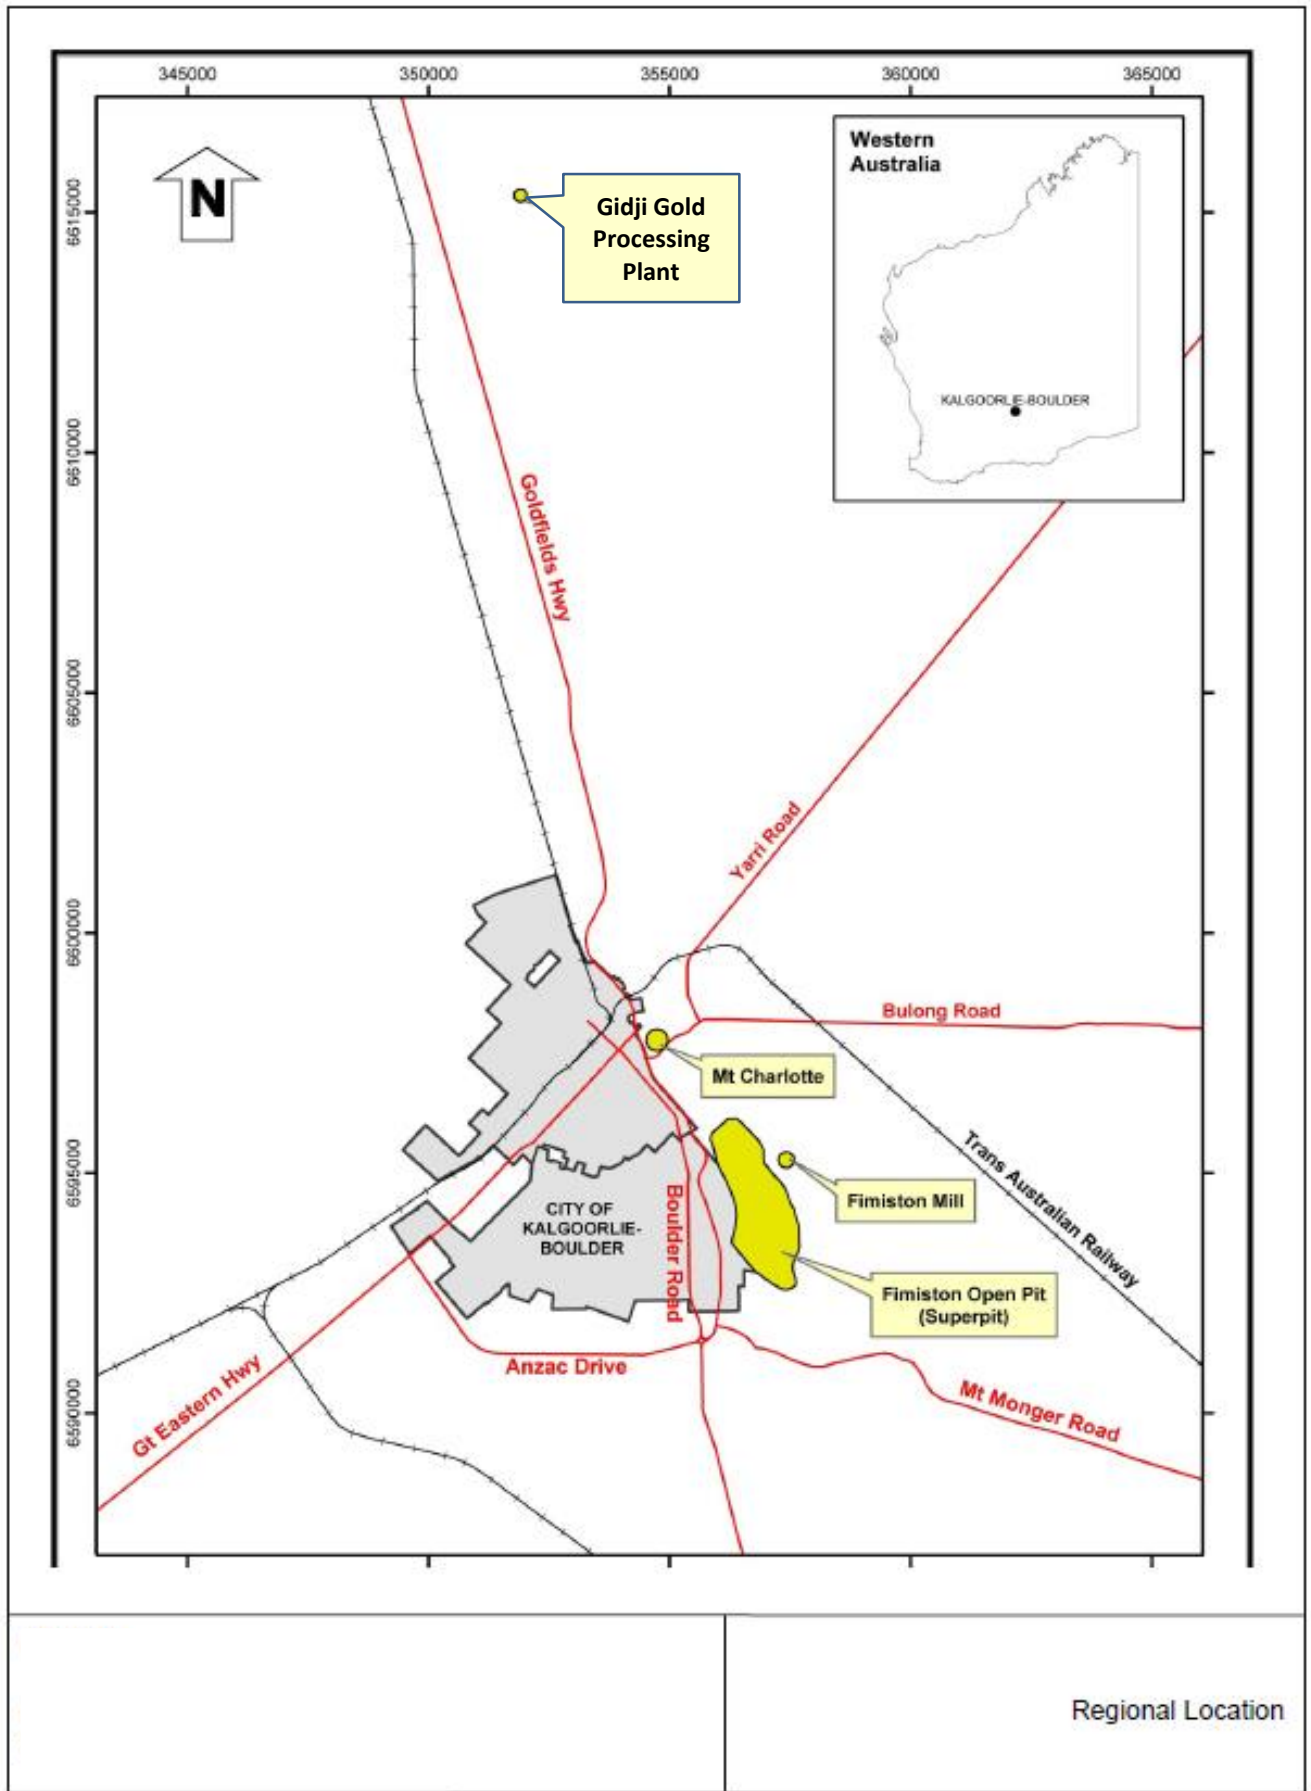 345000
350000
355000
360000
365000
6615000
6610000
6605000
6600000
6595000
6590000
N
Gidji Gold
Processing
Plant
Western
Australia
KALGOORLIE-BOULDER
Goldfields Hwy
Yarri Road
Bulong Road
Mt Charlotte
Trans Australian Railway
Fimiston Mill
CITY OF
KALGOORLIE-
BOULDER
Boulder Road
Fimiston Open Pit
(Superpit)
Anzac Drive
Gt Eastern Hwy
Mt Monger Road
Regional Location